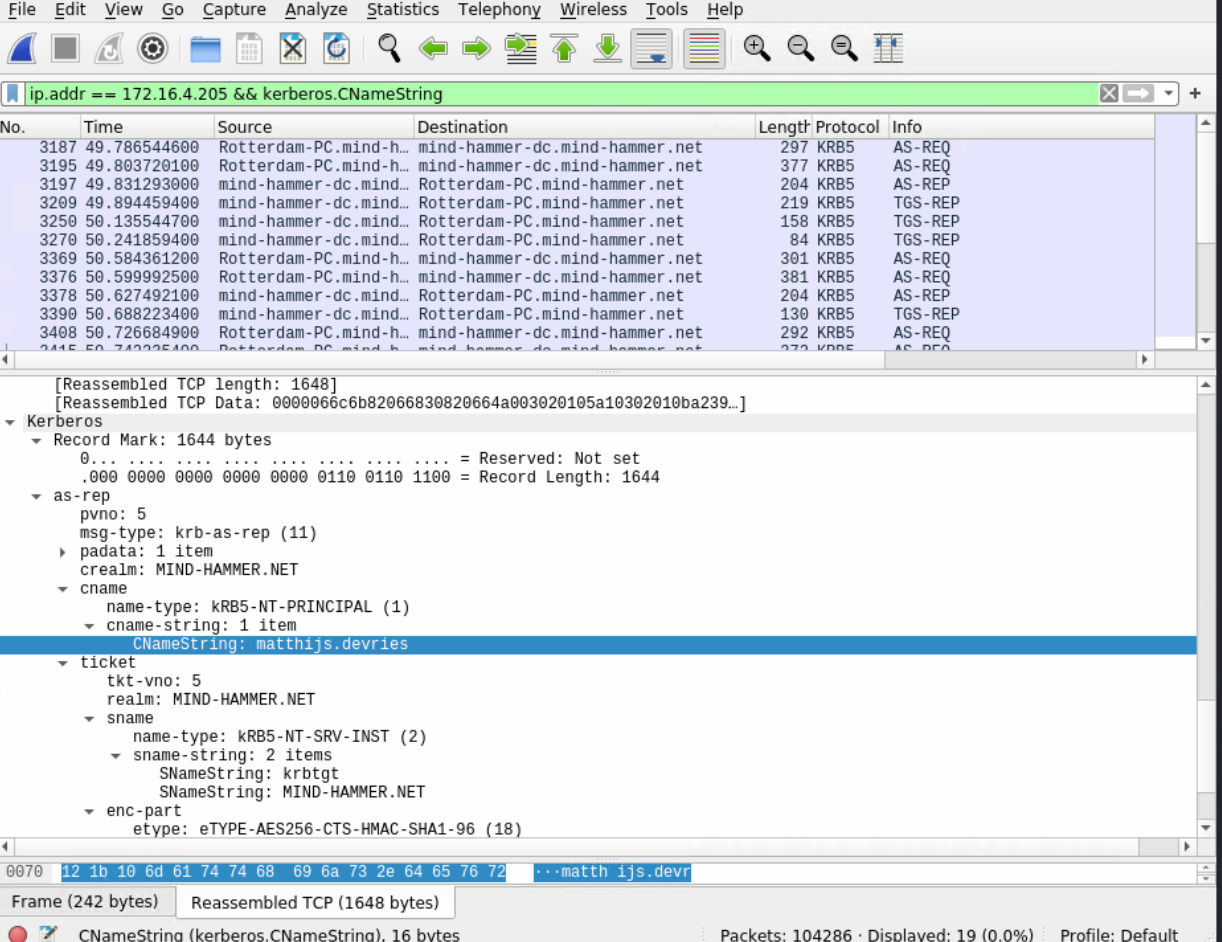 File Edit View Go Capture Analyze Statistics Telephony Wireless Tools Help
ip.addr == 172.16.4.205 && kerberos.CNameString
No. Time Source Destination Length Protocol Info
3187 49.786544600 Rotterdam-PC.mind-h… mind-hammer-dc.mind-hammer.net 297 KRB5 AS-REQ
3195 49.803720100 Rotterdam-PC.mind-h… mind-hammer-dc.mind-hammer.net 377 KRB5 AS-REQ
3197 49.831293000 mind-hammer-dc.mind… Rotterdam-PC.mind-hammer.net 204 KRB5 AS-REP
3209 49.894459400 mind-hammer-dc.mind… Rotterdam-PC.mind-hammer.net 219 KRB5 TGS-REP
3250 50.135544700 mind-hammer-dc.mind… Rotterdam-PC.mind-hammer.net 158 KRB5 TGS-REP
3270 50.241859400 mind-hammer-dc.mind… Rotterdam-PC.mind-hammer.net 84 KRB5 TGS-REP
3369 50.584361200 Rotterdam-PC.mind-h… mind-hammer-dc.mind-hammer.net 301 KRB5 AS-REQ
3376 50.599992500 Rotterdam-PC.mind-h… mind-hammer-dc.mind-hammer.net 381 KRB5 AS-REQ
3378 50.627492100 mind-hammer-dc.mind… Rotterdam-PC.mind-hammer.net 204 KRB5 AS-REP
3390 50.688223400 mind-hammer-dc.mind… Rotterdam-PC.mind-hammer.net 130 KRB5 TGS-REP
3408 50.726684900 Rotterdam-PC.mind-h… mind-hammer-dc.mind-hammer.net 292 KRB5 AS-REQ
[Reassembled TCP length: 1648]
[Reassembled TCP Data: 0000066c6b82066830820664a003020105a10302010ba239…]
Kerberos
Record Mark: 1644 bytes
0... .... .... .... .... .... .... .... = Reserved: Not set
.000 0000 0000 0000 0000 0110 0110 1100 = Record Length: 1644
as-rep
pvno: 5
msg-type: krb-as-rep (11)
padata: 1 item
crealm: MIND-HAMMER.NET
cname
name-type: kRB5-NT-PRINCIPAL (1)
cname-string: 1 item
CNameString: matthijs.devries
ticket
tkt-vno: 5
realm: MIND-HAMMER.NET
sname
name-type: kRB5-NT-SRV-INST (2)
sname-string: 2 items
SNameString: krbtgt
SNameString: MIND-HAMMER.NET
enc-part
etype: eTYPE-AES256-CTS-HMAC-SHA1-96 (18)
0070 12 1b 10 6d 61 74 74 68 69 6a 73 2e 64 65 76 72 ···matth ijs.devr
Frame (242 bytes) Reassembled TCP (1648 bytes)
CNameString (kerberos.CNameString), 16 bytes Packets: 104286 · Displayed: 19 (0.0%) Profile: Default